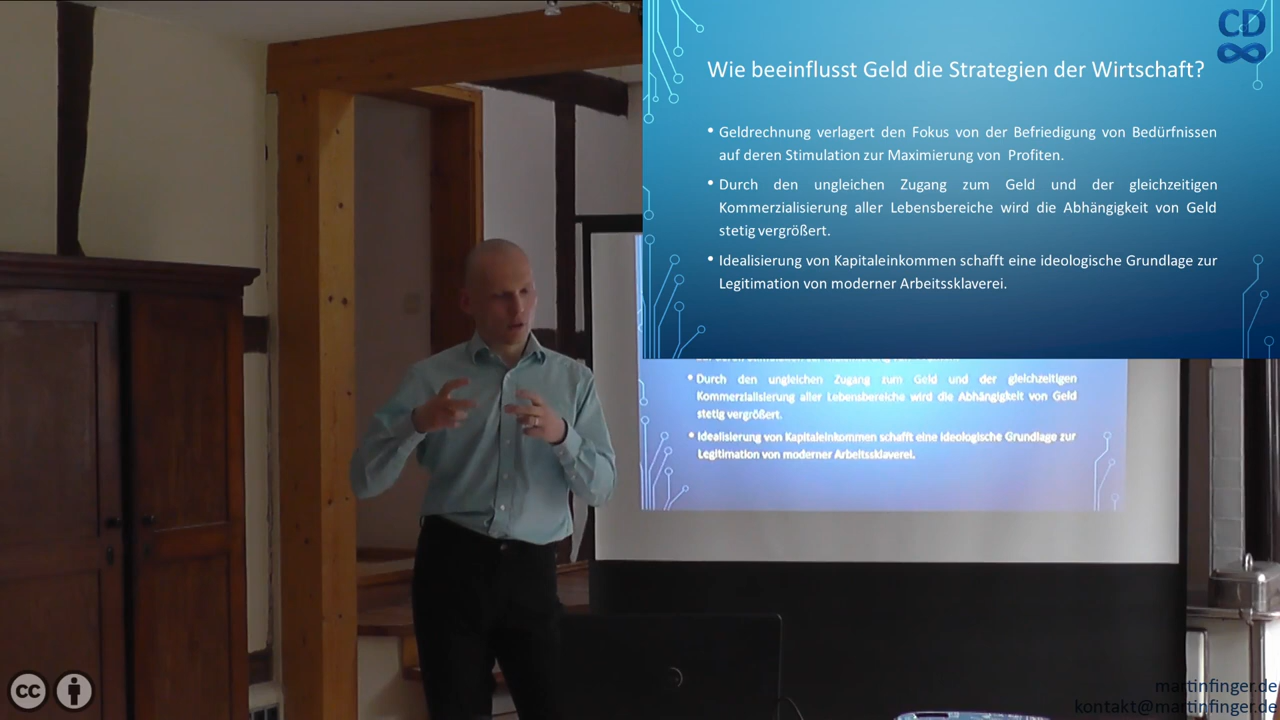 CD
Wie beeinflusst Geld die Strategien der Wirtschaft?
• Geldrechnung verlagert den Fokus von der Befriedigung von Bedürfnissen
auf deren Stimulation zur Maximierung von Profiten.
• Durch den ungleichen Zugang zum Geld und der gleichzeitigen
Kommerzialisierung aller Lebensbereiche wird die Abhängigkeit von Geld
stetig vergrößert.
• Idealisierung von Kapitaleinkommen schafft eine ideologische Grundlage zur
Legitimation von moderner Arbeitssklaverei.
• Durch den ungleichen Zugang zum Geld und der gleichzeitigen
Kommerzialisierung aller Lebensbereiche wird die Abhängigkeit von Geld
stetig vergrößert.
• Idealisierung von Kapitaleinkommen schafft eine ideologische Grundlage zur
Legitimation von moderner Arbeitssklaverei.
cc
martinfinger.de
kontakt@martinfinger.de